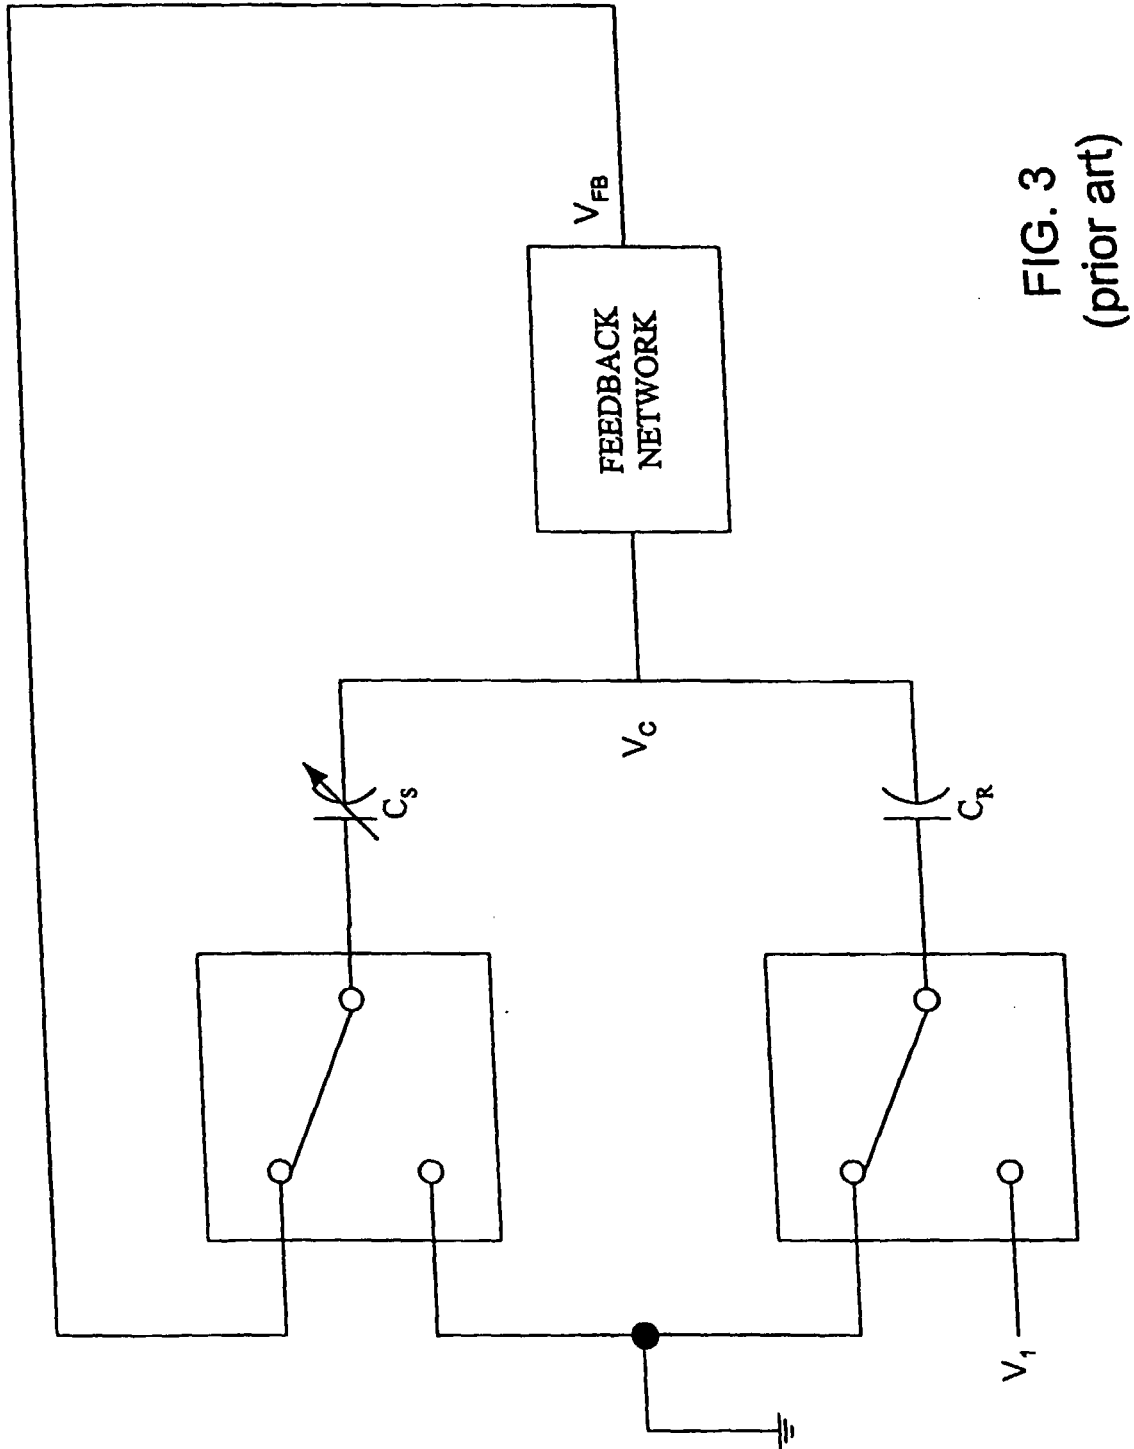 V_FB
FEEDBACK
NETWORK
C_S
V_C
C_R
V_1
FIG. 3
(prior art)